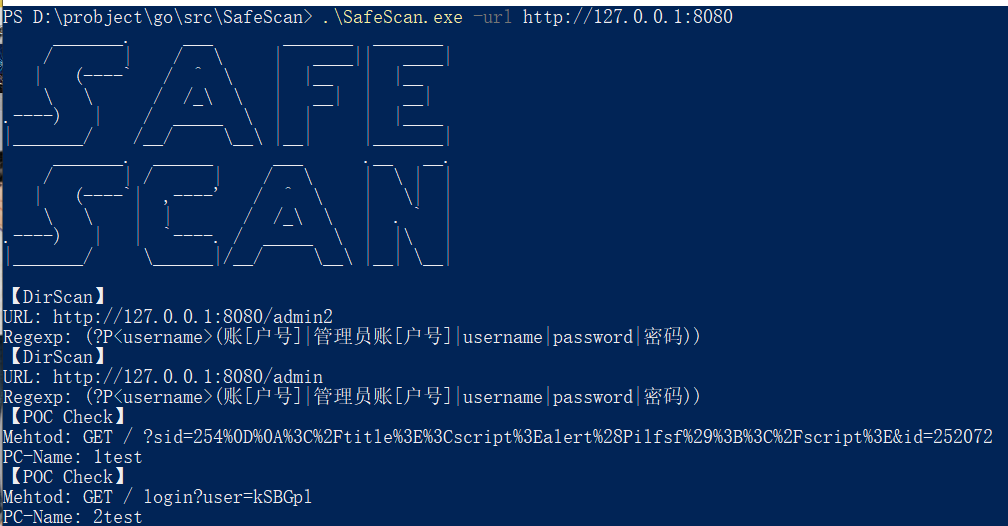 PS D:\probject\go\src\SafeScan> .\SafeScan.exe -url http://127.0.0.1:8080
SAFE
SCAN
【DirScan】
URL: http://127.0.0.1:8080/admin2
Regexp: (?P<username>(账[户号]|管理员账[户号]|username|password|密码))
【DirScan】
URL: http://127.0.0.1:8080/admin
Regexp: (?P<username>(账[户号]|管理员账[户号]|username|password|密码))
【POC Check】
Mehtod: GET / ?sid=254%0D%0A%3C%2Ftitle%3E%3Cscript%3Ealert%28Pilfsf%29%3B%3C%2Fscript%3E&id=252072
PC-Name: 1test
【POC Check】
Mehtod: GET / login?user=kSBGpl
PC-Name: 2test